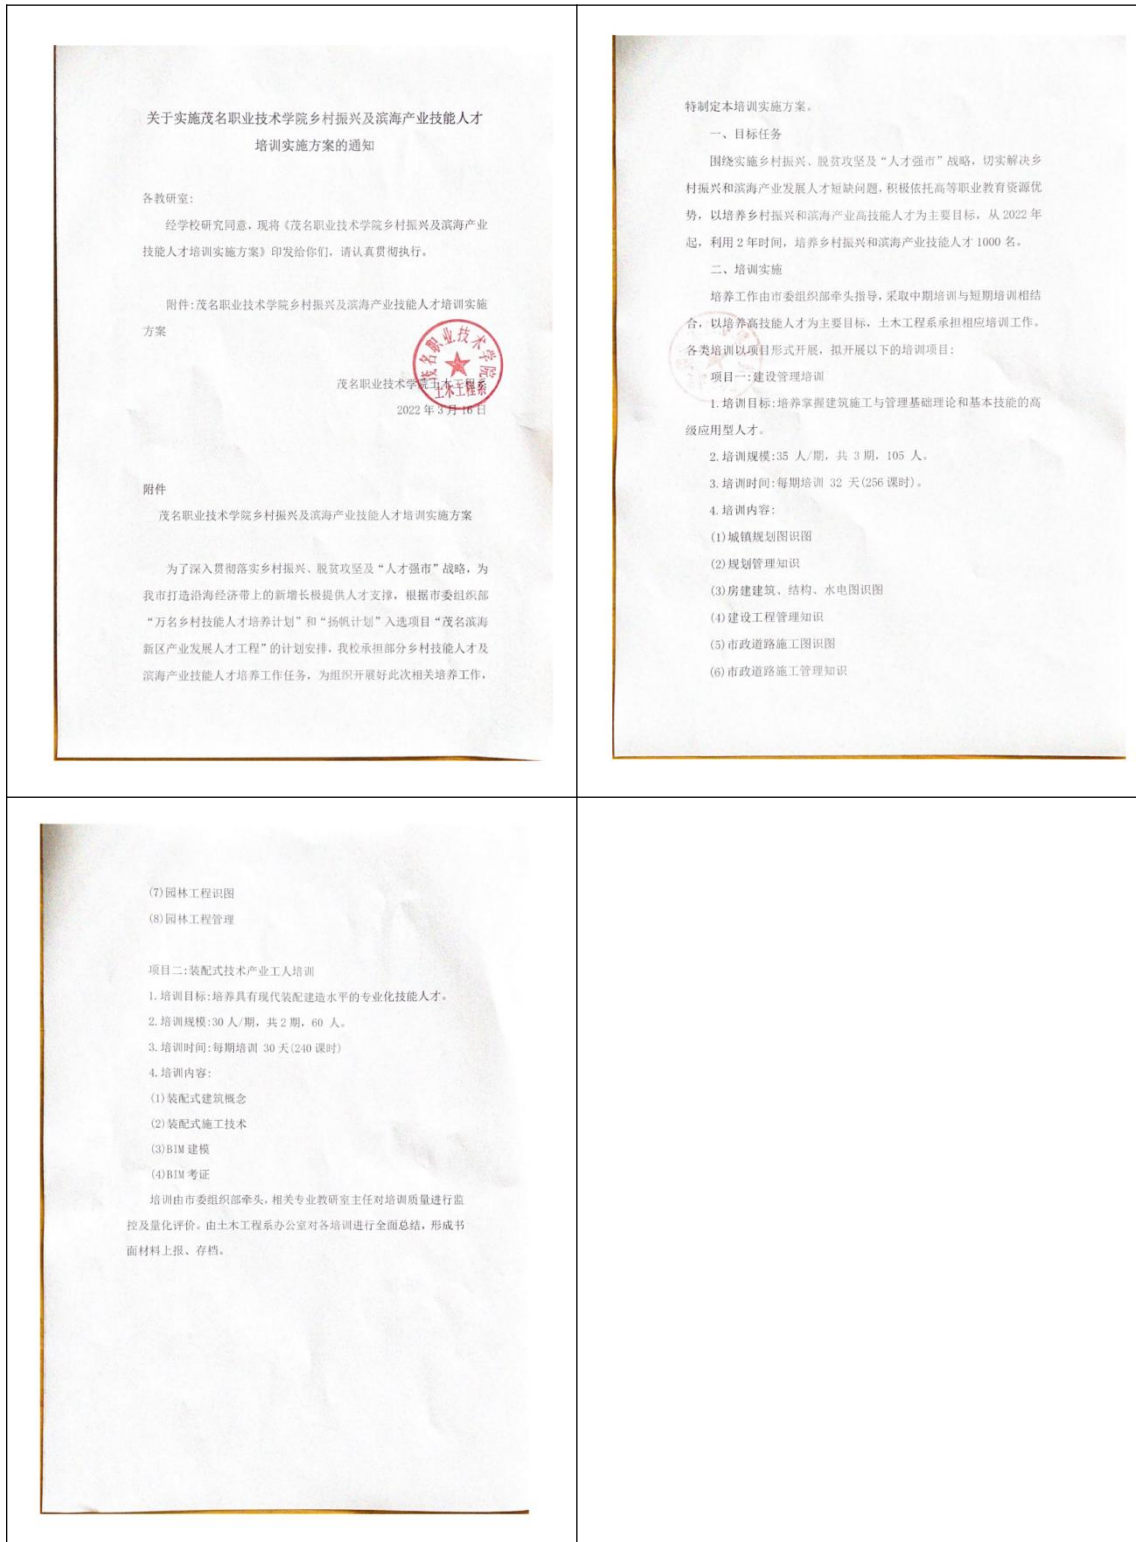 关于实施茂名职业技术学院乡村振兴及滨海产业技能人才
培训实施方案的通知
各教研室:
经学校研究同意，现将《茂名职业技术学院乡村振兴及滨海产业
技能人才培训实施方案》印发给你们，请认真贯彻执行。
附件:茂名职业技术学院乡村振兴及滨海产业技能人才培训实施
方案
茂名职业技术学院土木工程系
2022年3月16日
茂名职业技术学院
土木工程系
附件
茂名职业技术学院乡村振兴及滨海产业技能人才培训实施方案
为了深入贯彻落实乡村振兴、脱贫攻坚及“人才强市”战略，为
我市打造沿海经济带上的新增长极提供人才支撑，根据市委组织部
“万名乡村技能人才培养计划”和“扬帆计划”入选项目“茂名滨海
新区产业发展人才工程”的计划安排，我校承担部分乡村技能人才及
滨海产业技能人才培养工作任务，为组织开展好此次相关培养工作，
特制定本培训实施方案。
一、目标任务
围绕实施乡村振兴、脱贫攻坚及“人才强市”战略，切实解决乡
村振兴和滨海产业发展人才短缺问题，积极依托高等职业教育资源优
势，以培养乡村振兴和滨海产业高技能人才为主要目标，从2022年
起，利用2年时间，培养乡村振兴和滨海产业技能人才1000名。
二、培训实施
培养工作由市委组织部牵头指导，采取中期培训与短期培训相结
合，以培养高技能人才为主要目标，土木工程系承担相应培训工作。
各类培训以项目形式开展，拟开展以下的培训项目:
项目一:建设管理培训
1.培训目标:培养掌握建筑施工与管理基础理论和基本技能的高
级应用型人才。
2.培训规模:35 人/期，共 3 期，105 人。
3.培训时间:每期培训 32 天(256课时)。
4.培训内容:
(1)城镇规划图识图
(2)规划管理知识
(3)房建建筑、结构、水电图识图
(4)建设工程管理知识
(5)市政道路施工图识图
(6)市政道路施工管理知识
(7)园林工程识图
(8)园林工程管理
项目二:装配式技术产业工人培训
1.培训目标:培养具有现代装配建造水平的专业化技能人才。
2.培训规模:30人/期，共2期，60 人。
3.培训时间:每期培训 30天(240课时)
4.培训内容:
(1)装配式建筑概念
(2)装配式施工技术
(3)BIM建模
(4)BIM考证
培训由市委组织部牵头，相关专业教研室主任对培训质量进行监
控及量化评价。由土木工程系办公室对各培训进行全面总结，形成书
面材料上报、存档。